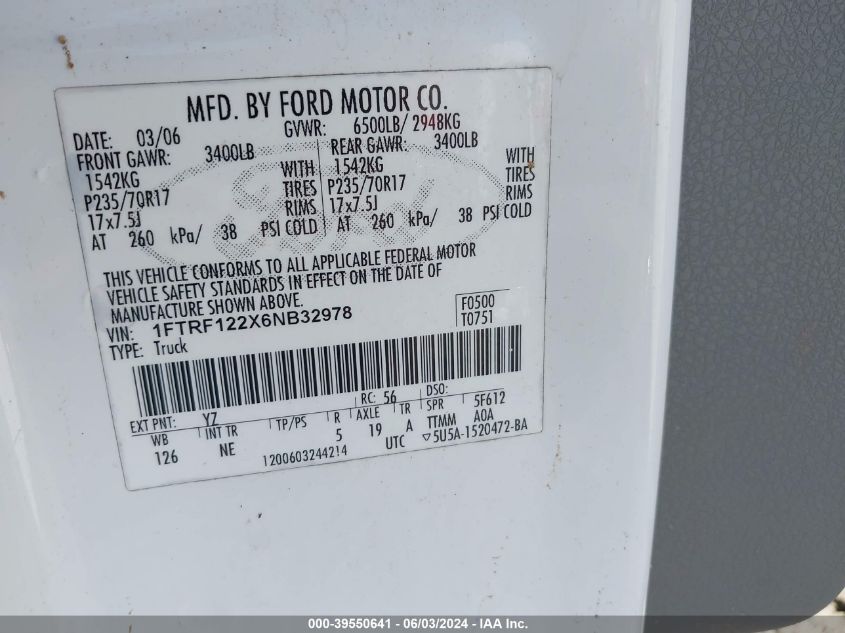 MFD. BY FORD MOTOR CO.
DATE: 03/06 GVWR: 6500LB/ 2948KG
FRONT GAWR: 3400LB REAR GAWR: 3400LB
1542KG WITH 1542KG WITH
P235/70R17 TIRES P235/70R17 TIRES
17x7.5J RIMS 17x7.5J RIMS
AT 260 kPa/ 38 PSI COLD AT 260 kPa/ 38 PSI COLD
THIS VEHICLE CONFORMS TO ALL APPLICABLE FEDERAL MOTOR
VEHICLE SAFETY STANDARDS IN EFFECT ON THE DATE OF
MANUFACTURE SHOWN ABOVE.
VIN: 1FTRF122X6NB32978 F0500
TYPE: Truck T0751
EXT PNT: YZ RC: 56 DSO:
WB INT TR TP/PS R AXLE TR SPR 5F612
126 NE 5 19 A TTMM A0A
1200603244214 UTC ▽5U5A-1520472-BA
000-39550641 - 06/03/2024 - IAA Inc.